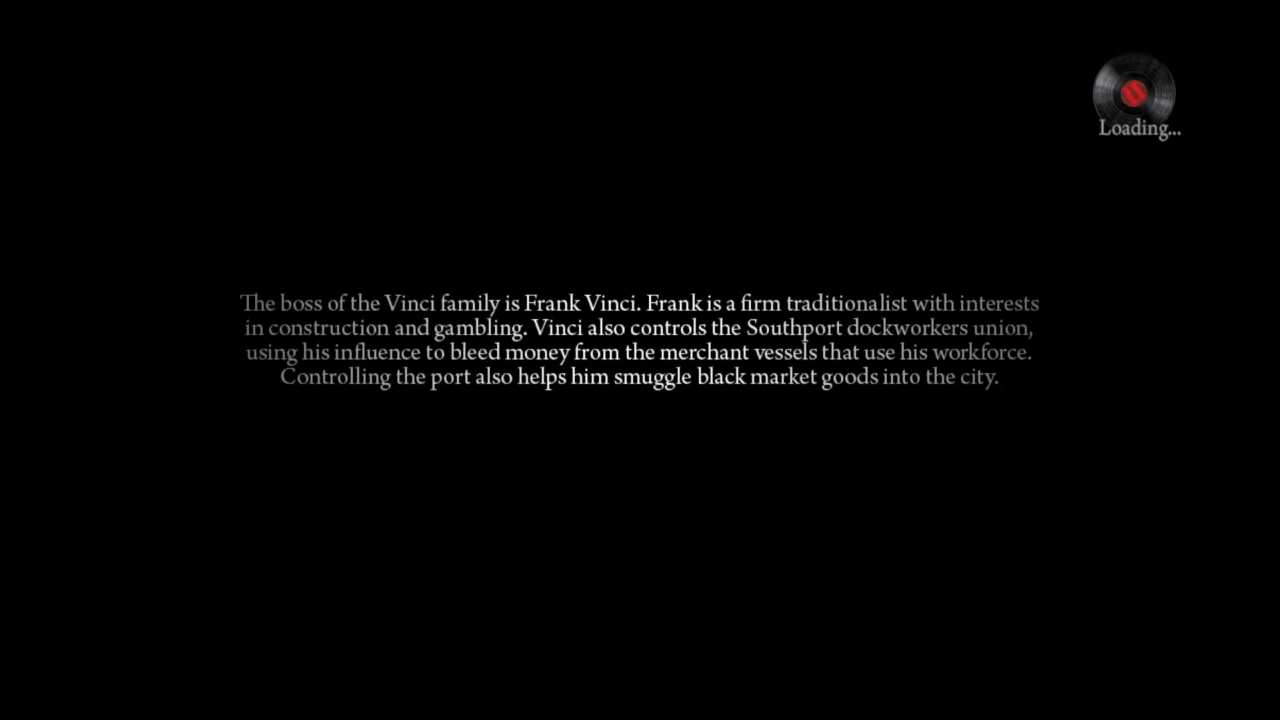 Loading...
The boss of the Vinci family is Frank Vinci. Frank is a firm traditionalist with interests
in construction and gambling. Vinci also controls the Southport dockworkers union,
using his influence to bleed money from the merchant vessels that use his workforce.
Controlling the port also helps him smuggle black market goods into the city.